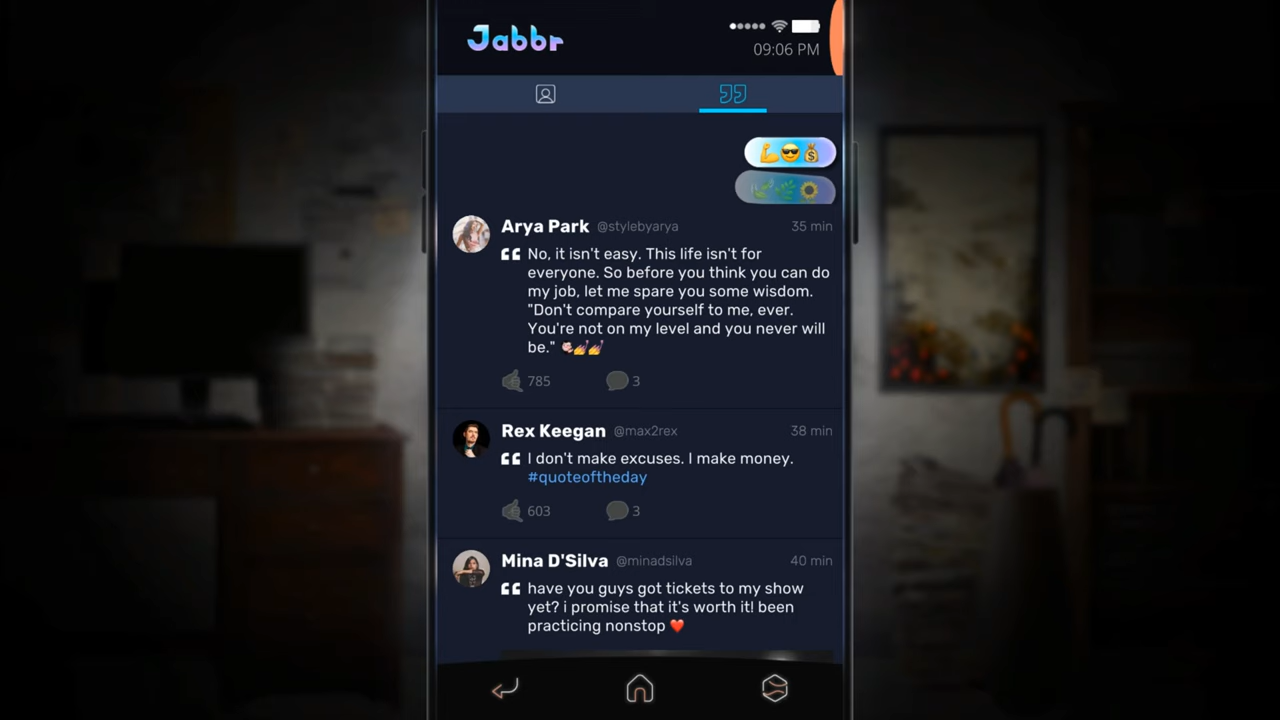 Jabbr
09:06 PM
💪😎💰
🌿🌿🌻
Arya Park @stylebyarya 35 min
No, it isn't easy. This life isn't for
everyone. So before you think you can do
my job, let me spare you some wisdom.
"Don't compare yourself to me, ever.
You're not on my level and you never will
be."
785 3
Rex Keegan @max2rex 38 min
I don't make excuses. I make money.
#quoteoftheday
603 3
Mina D'Silva @minadsilva 40 min
have you guys got tickets to my show
yet? i promise that it's worth it! been
practicing nonstop ❤️